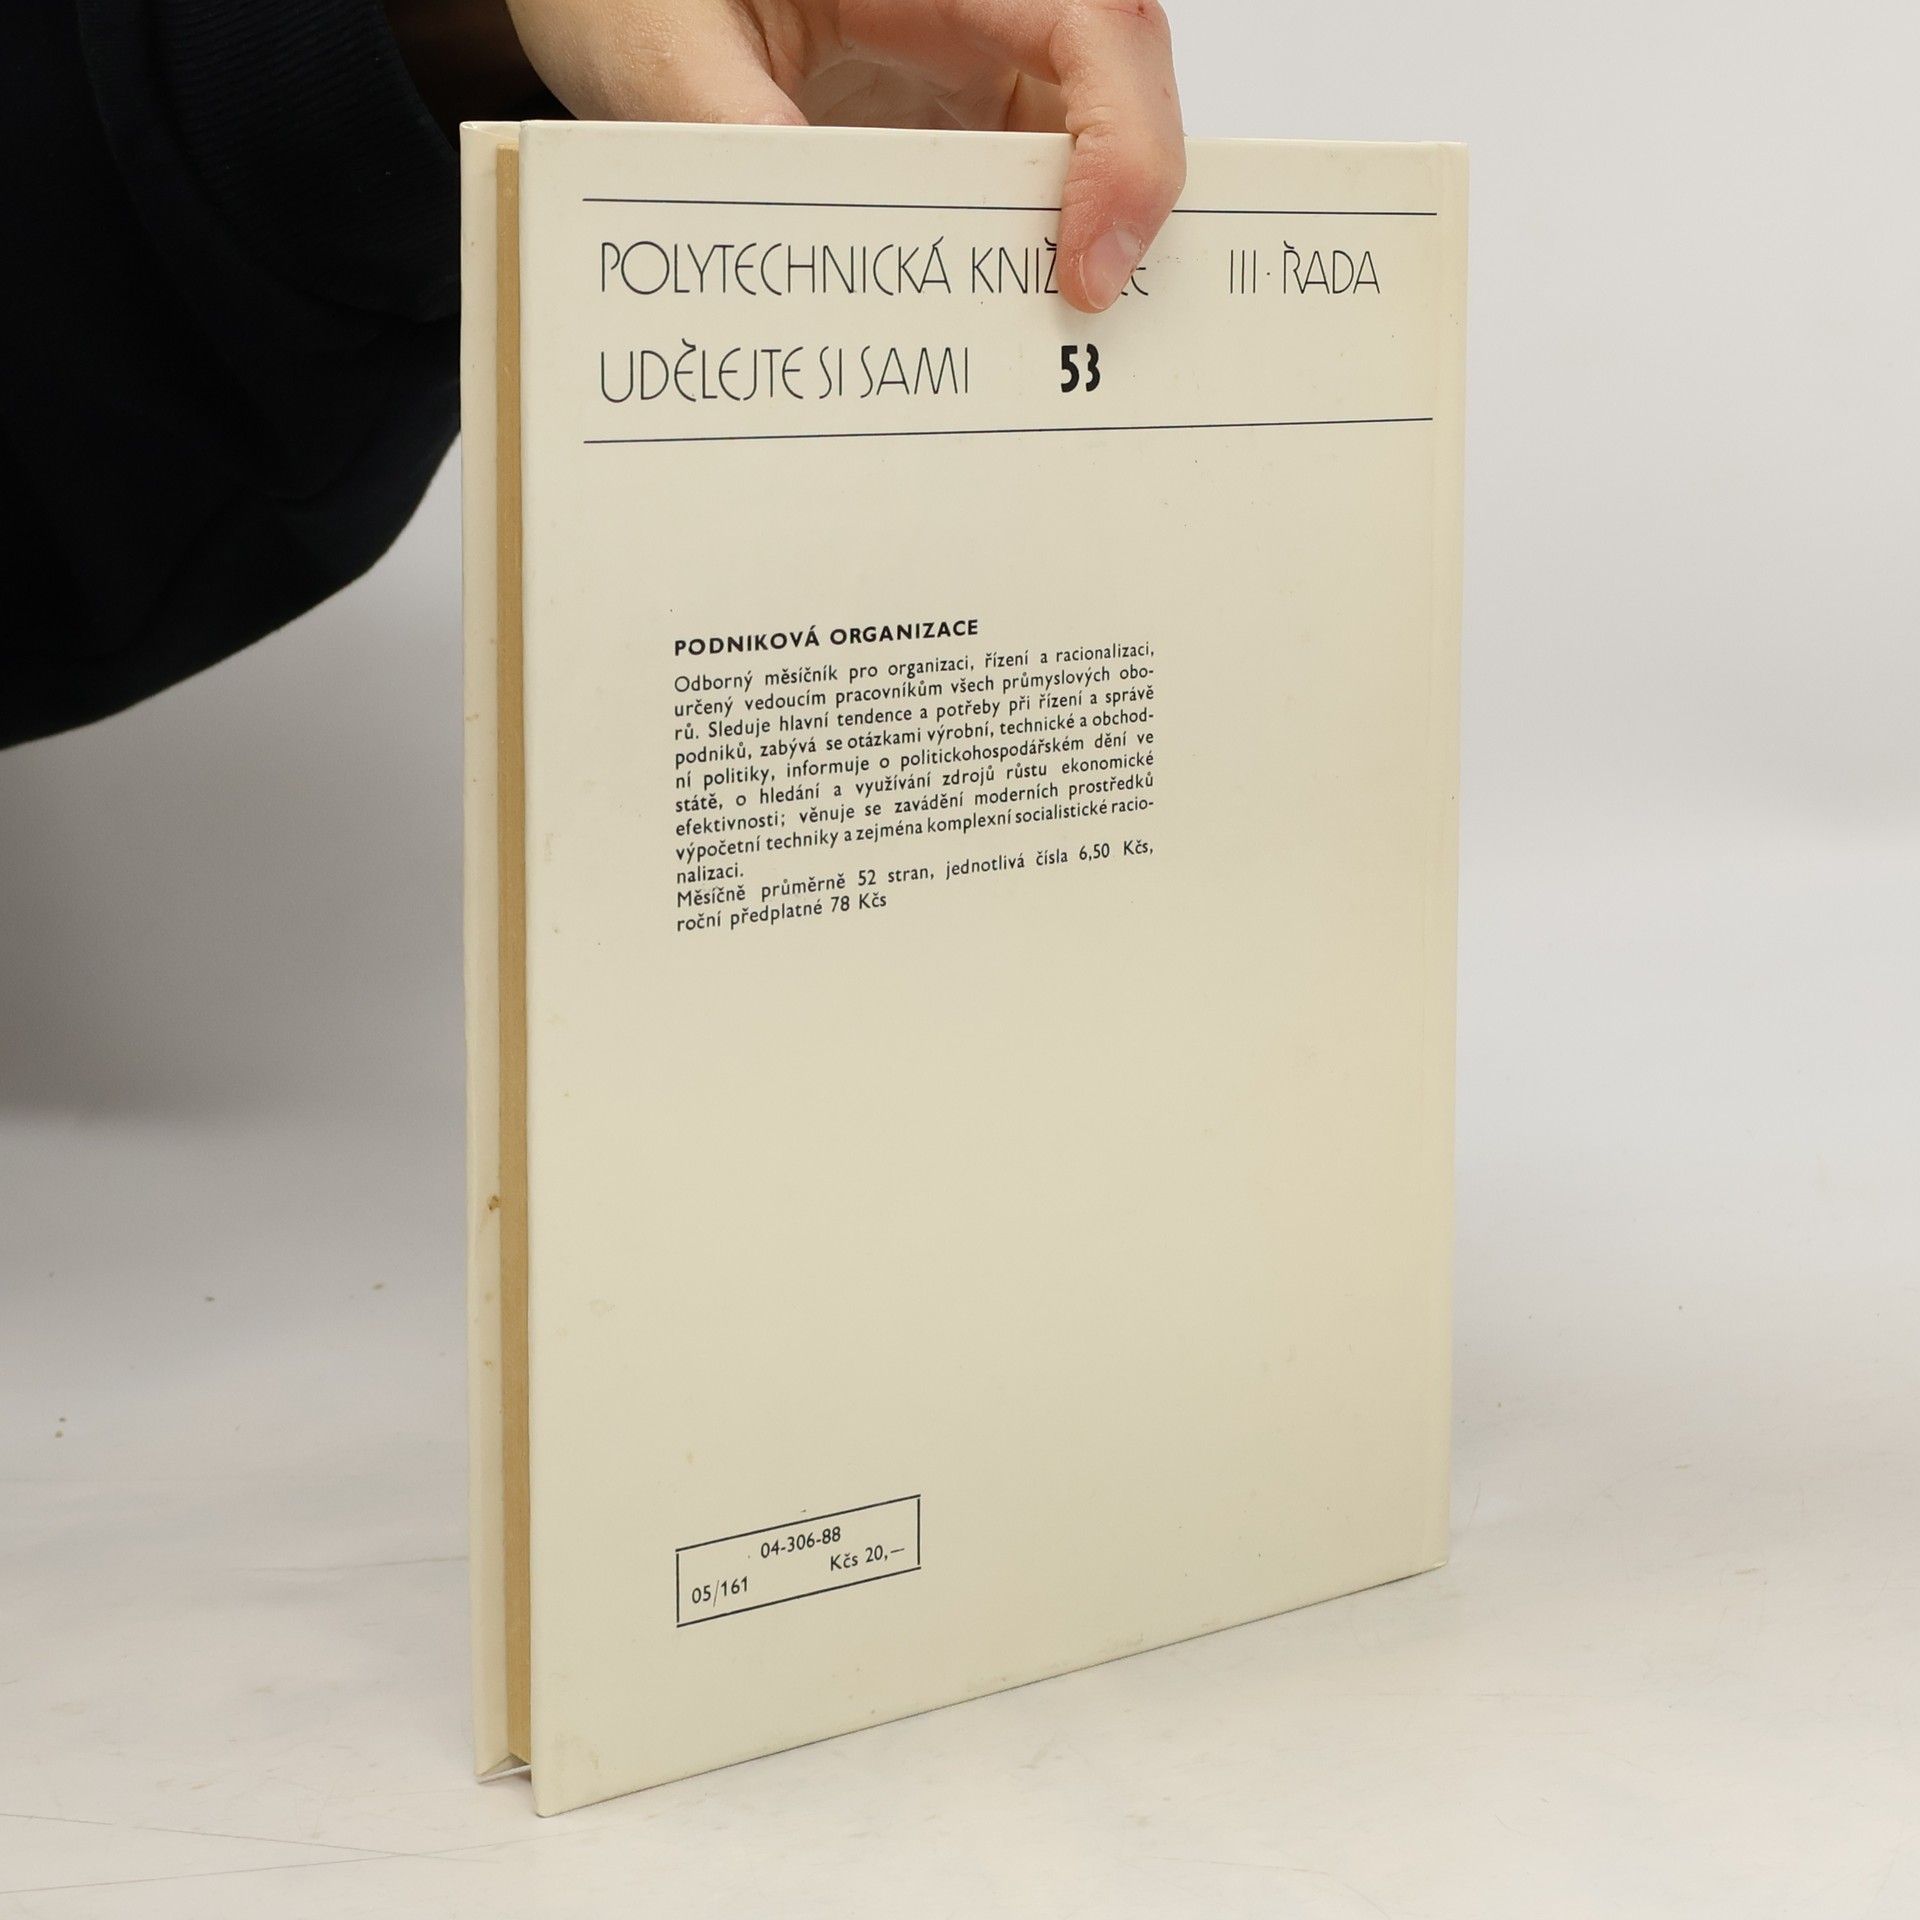 POLYTECHNICKÁ III · ŘADA
UDĚLEJTE SI SAMI 53
PODNIKOVÁ ORGANIZACE
Odborný měsíčník pro organizaci, řízení a racionalizaci,
určený vedoucím pracovníkům všech průmyslových obo-
rů. Sleduje hlavní tendence a potřeby při řízení a správě
podniků, zabývá se otázkami výrobní, technické a obchod-
ní politiky, informuje o politickohospodářském dění ve
státě, o hledání a využívání zdrojů růstu ekonomické
efektivnosti; věnuje se zavádění moderních prostředků
výpočetní techniky a zejména komplexní socialistické racio-
nalizaci.
Měsíčně průměrně 52 stran, jednotlivá čísla 6,50 Kčs,
roční předplatné 78 Kčs
04-306-88
Kčs 20,—
05/161